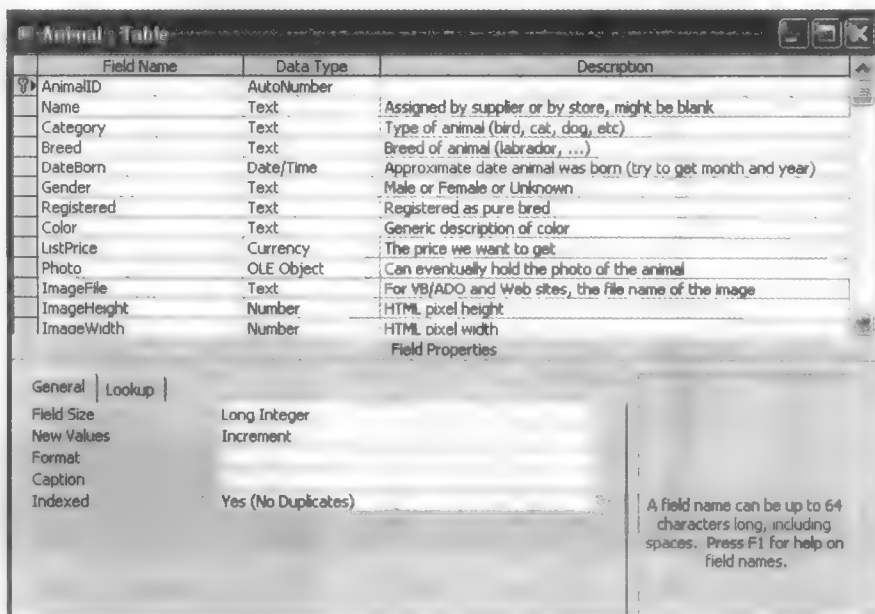 Animal : Table
Field Name Data Type Description
AnimalID AutoNumber
Name Text Assigned by supplier or by store, might be blank
Category Text Type of animal (bird, cat, dog, etc)
Breed Text Breed of animal (labrador, ...)
DateBorn Date/Time Approximate date animal was born (try to get month and year)
Gender Text Male or Female or Unknown
Registered Text Registered as pure bred
Color Text Generic description of color
ListPrice Currency The price we want to get
Photo OLE Object Can eventually hold the photo of the animal
ImageFile Text For VB/ADO and Web sites, the file name of the image
ImageHeight Number HTML pixel height
ImageWidth Number HTML pixel width
Field Properties
General Lookup
Field Size Long Integer
New Values Increment
Format
Caption
Indexed Yes (No Duplicates)
A field name can be up to 64
characters long, including
spaces. Press F1 for help on
field names.